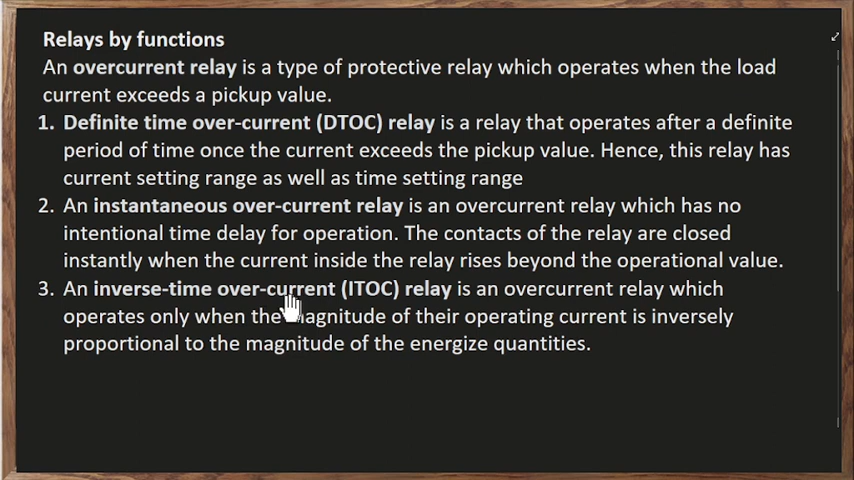 Relays by functions
An overcurrent relay is a type of protective relay which operates when the load
current exceeds a pickup value.
1. Definite time over-current (DTOC) relay is a relay that operates after a definite
period of time once the current exceeds the pickup value. Hence, this relay has
current setting range as well as time setting range
2. An instantaneous over-current relay is an overcurrent relay which has no
intentional time delay for operation. The contacts of the relay are closed
instantly when the current inside the relay rises beyond the operational value.
3. An inverse-time over-current (ITOC) relay is an overcurrent relay which
operates only when the magnitude of their operating current is inversely
proportional to the magnitude of the energize quantities.